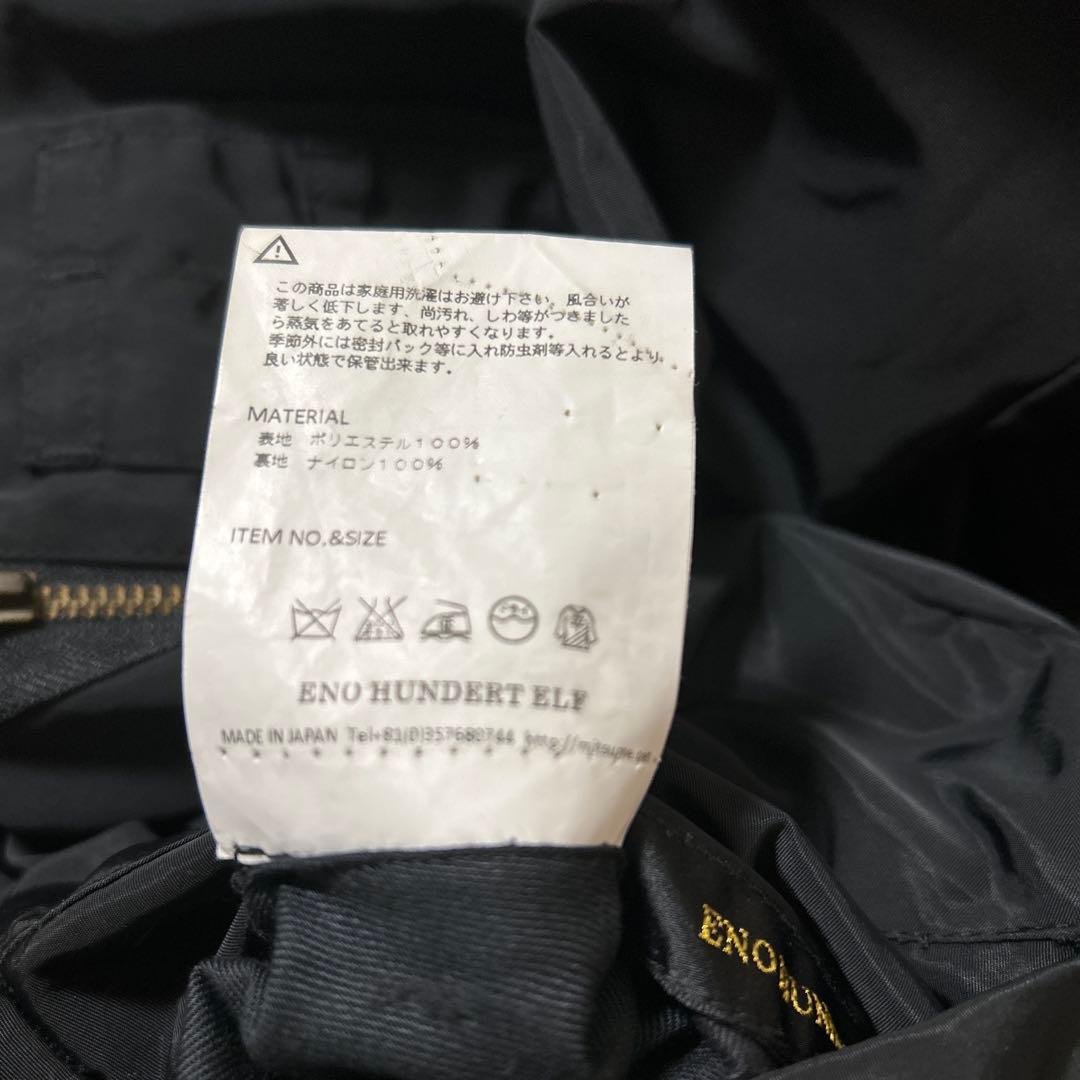 この商品は家庭用洗濯はお避け下さい、風合いが
著しく低下します、尚汚れ、しわ等がつきました
ら蒸気をあてると取れやすくなります。
季節外には密封パック等に入れ防虫剤等入れるとより
良い状態で保管出来ます。
MATERIAL
表地 ポリエステル100%
裏地 ナイロン100%
ITEM NO,&SIZE
ENO HUNDERT ELF
MADE IN JAPAN Tel+81(0)357680744
ENO